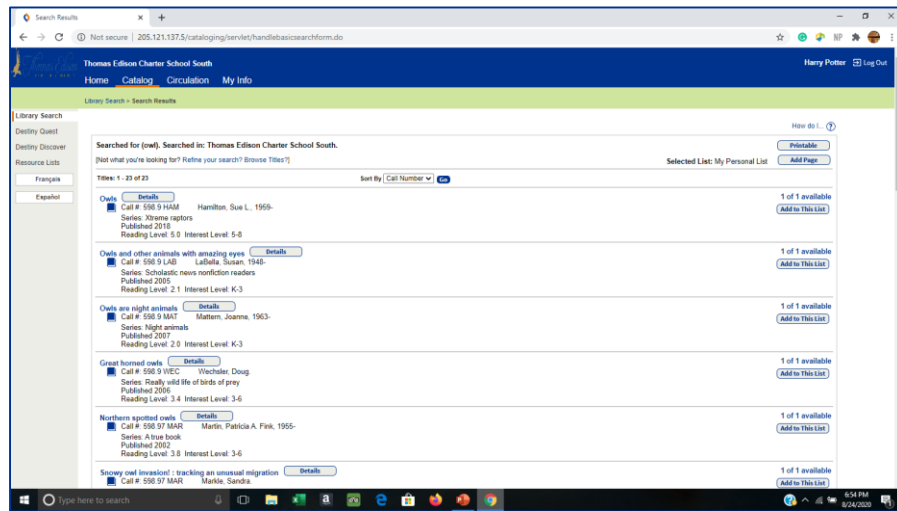 Search Results
Not secure | 205.121.137.5/cataloging/servlet/handlebasicsearchform.do
NP
Thomas Edison
Thomas Edison Charter School South
Harry Potter Log Out
Home Catalog Circulation My Info
Library Search > Search Results
Library Search
Destiny Quest
Destiny Discover
Resource Lists
Français
Español
How do I... ?
Searched for (owl). Searched in: Thomas Edison Charter School South.
Printable
[Not what you're looking for? Refine your search? Browse Titles?]
Selected List: My Personal List Add Page
Titles: 1 - 23 of 23 Sort By Call Number Go
Owls Details 1 of 1 available
Call #: 598.9 HAM Hamilton, Sue L., 1959- Add to This List
Series: Xtreme raptors
Published 2018
Reading Level: 5.0 Interest Level: 5-8
Owls and other animals with amazing eyes Details 1 of 1 available
Call #: 598.9 LAB LaBella, Susan, 1948- Add to This List
Series: Scholastic news nonfiction readers
Published 2005
Reading Level: 2.1 Interest Level: K-3
Owls are night animals Details 1 of 1 available
Call #: 598.9 MAT Mattern, Joanne, 1963- Add to This List
Series: Night animals
Published 2007
Reading Level: 2.0 Interest Level: K-3
Great horned owls Details 1 of 1 available
Call #: 598.9 WEC Wechsler, Doug. Add to This List
Series: Really wild life of birds of prey
Published 2006
Reading Level: 3.4 Interest Level: 3-6
Northern spotted owls Details 1 of 1 available
Call #: 598.97 MAR Martin, Patricia A. Fink, 1955- Add to This List
Series: A true book
Published 2002
Reading Level: 3.8 Interest Level: 3-6
Snowy owl invasion! : tracking an unusual migration Details 1 of 1 available
Call #: 598.97 MAR Markle, Sandra. Add to This List
Type here to search
6:54 PM
8/24/2020